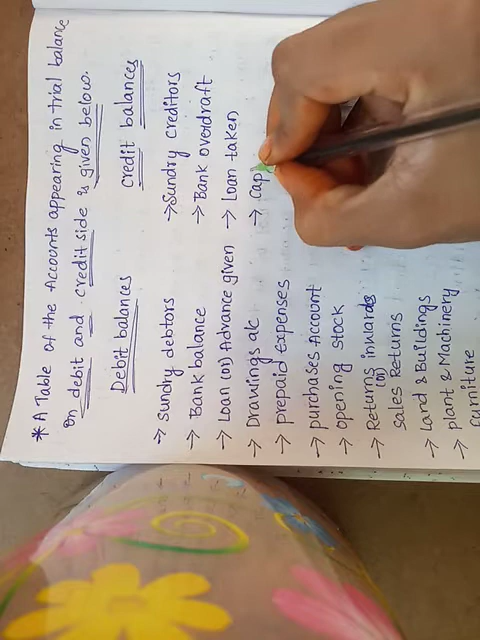 * A Table of the Accounts appearing in trial balance
on debit and credit side is given below.
Debit balances credit balances
→ Sundry debtors → Sundry creditors
→ Bank balance → Bank overdraft
→ Loan (or) Advance given → Loan taken
→ Drawings a/c → Cap
→ prepaid expenses
→ purchases Account
→ opening stock
→ Returns inwards
(or)
Sales Returns
→ Land & Buildings
→ plant & Machinery
→ furniture